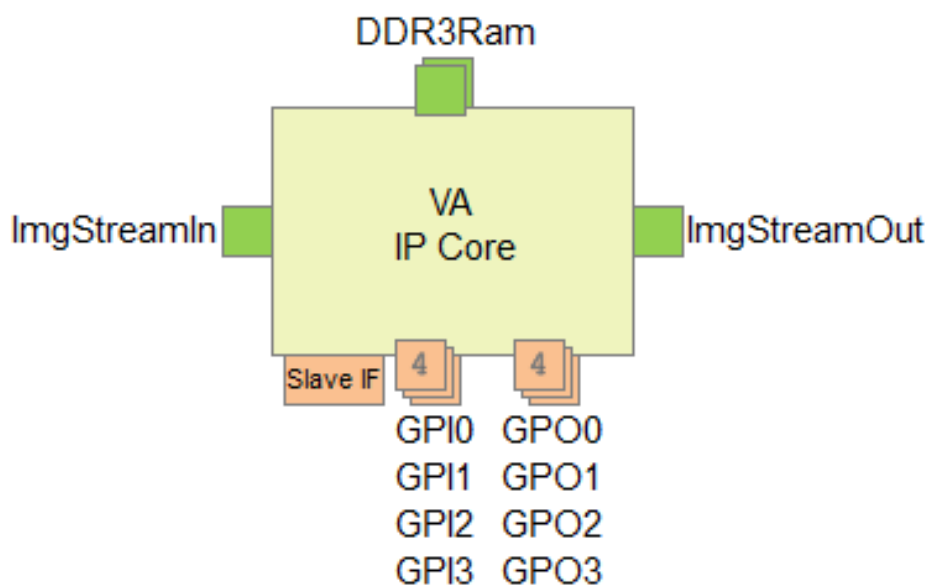 DDR3Ram
VA
IP Core
ImgStreamIn
ImgStreamOut
Slave IF
4
4
GPI0
GPO0
GPI1
GPO1
GPI2
GPO2
GPI3
GPO3